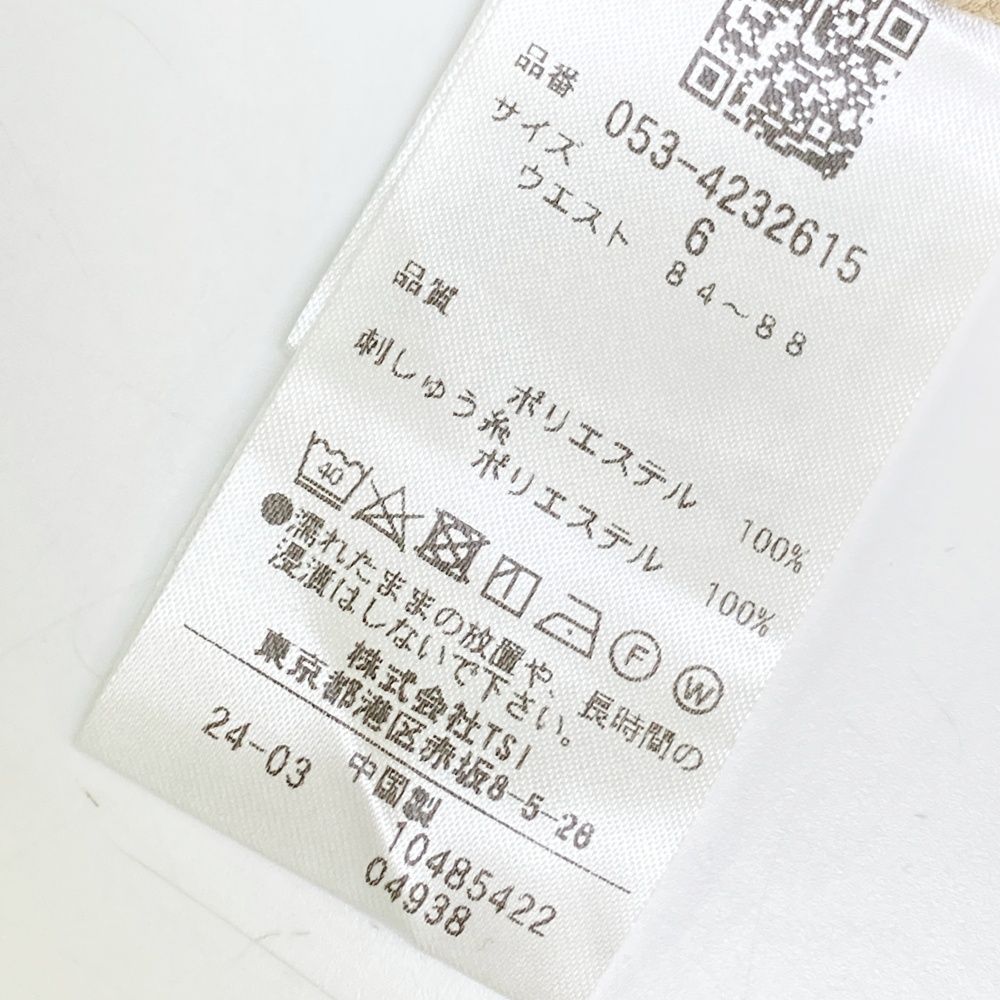 品番 053-4232615
サイズ 6
ウエスト 84～88
品質
ポリエステル 100%
刺しゅう糸
ポリエステル 100%
40 F W
●濡れたままの放置や、長時間の
浸漬はしないで下さい。
株式会社TSI
東京都港区赤坂8-5-26
24-03 中国製
10485422
04938